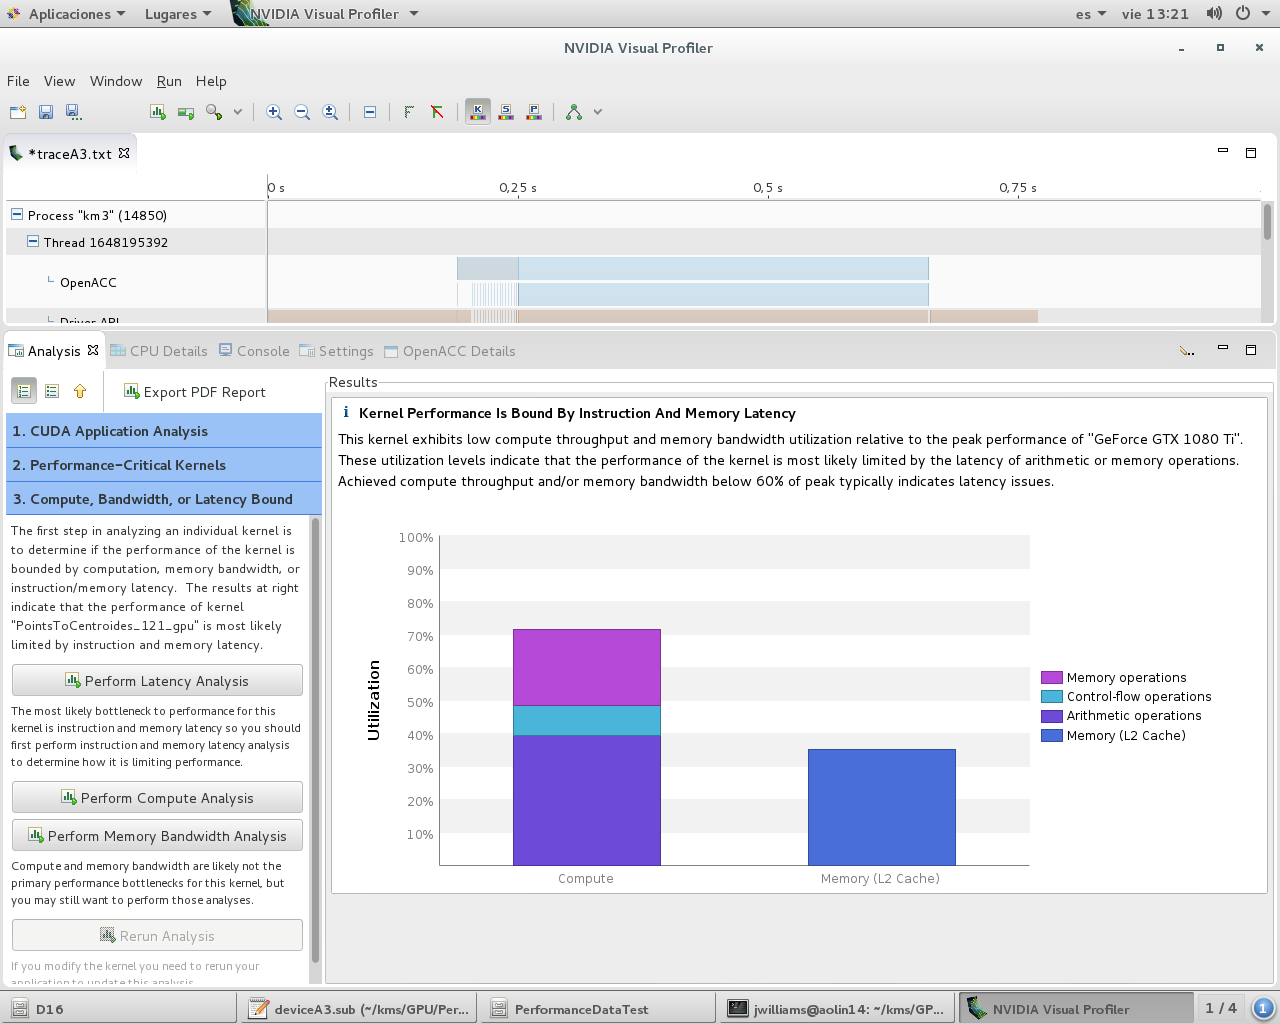 Aplicaciones Lugares NVIDIA Visual Profiler es vie 13:21
NVIDIA Visual Profiler
File View Window Run Help
K S P
*traceA3.txt
0 s 0,25 s 0,5 s 0,75 s
Process "km3" (14850)
Thread 1648195392
OpenACC
Driver API
Analysis CPU Details Console Settings OpenACC Details
Export PDF Report
1. CUDA Application Analysis
2. Performance-Critical Kernels
3. Compute, Bandwidth, or Latency Bound
The first step in analyzing an individual kernel is
to determine if the performance of the kernel is
bounded by computation, memory bandwidth, or
instruction/memory latency. The results at right
indicate that the performance of kernel
"PointsToCentroides_121_gpu" is most likely
limited by instruction and memory latency.
Perform Latency Analysis
The most likely bottleneck to performance for this
kernel is instruction and memory latency so you should
first perform instruction and memory latency analysis
to determine how it is limiting performance.
Perform Compute Analysis
Perform Memory Bandwidth Analysis
Compute and memory bandwidth are likely not the
primary performance bottlenecks for this kernel, but
you may still want to perform those analyses.
Rerun Analysis
If you modify the kernel you need to rerun your
application to update this analysis.
Results
Kernel Performance Is Bound By Instruction And Memory Latency
This kernel exhibits low compute throughput and memory bandwidth utilization relative to the peak performance of "GeForce GTX 1080 Ti".
These utilization levels indicate that the performance of the kernel is most likely limited by the latency of arithmetic or memory operations.
Achieved compute throughput and/or memory bandwidth below 60% of peak typically indicates latency issues.
100%
90%
80%
70%
60%
50%
40%
30%
20%
10%
Utilization
Compute Memory (L2 Cache)
Memory operations
Control-flow operations
Arithmetic operations
Memory (L2 Cache)
D16 deviceA3.sub (~/kms/GPU/Per... PerformanceDataTest jwilliams@aolin14: ~/kms/GP... NVIDIA Visual Profiler 1 / 4 1